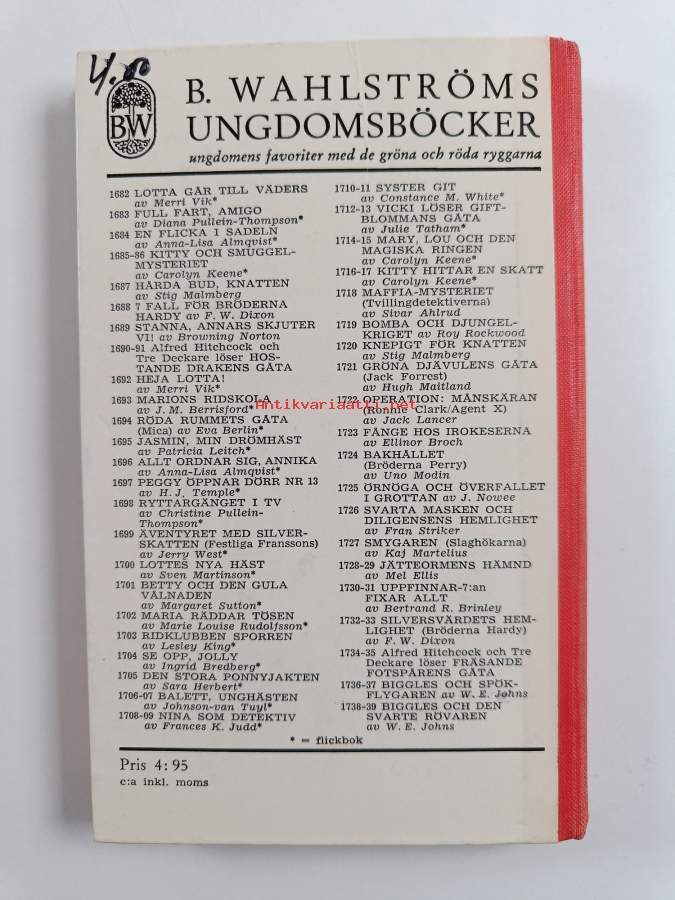 4.50
BW
B. WAHLSTRÖMS
UNGDOMSBÖCKER
ungdomens favoriter med de gröna och röda ryggarna
1682 LOTTA GÅR TILL VÄDERS
av Merri Vik*
1683 FULL FART, AMIGO
av Diana Pullein-Thompson*
1684 EN FLICKA I SADELN
av Anna-Lisa Almqvist*
1685-86 KITTY OCH SMUGGEL-
MYSTERIET
av Carolyn Keene*
1687 HÅRDA BUD, KNATTEN
av Stig Malmberg
1688 7 FALL FÖR BRÖDERNA
HARDY av F. W. Dixon
1689 STANNA, ANNARS SKJUTER
VI! av Browning Norton
1690-91 Alfred Hitchcock och
Tre Deckare löser HOS-
TANDE DRAKENS GÅTA
1692 HEJA LOTTA!
av Merri Vik*
1693 MARIONS RIDSKOLA
av J. M. Berrisford*
1694 RÖDA RUMMETS GÅTA
(Mica) av Eva Berlin*
1695 JASMIN, MIN DRÖMHÄST
av Patricia Leitch*
1696 ALLT ORDNAR SIG, ANNIKA
av Anna-Lisa Almqvist*
1697 PEGGY ÖPPNAR DÖRR NR 13
av H. J. Temple*
1698 RYTTARGÄNGET I TV
av Christine Pullein-
Thompson*
1699 ÄVENTYRET MED SILVER-
SKATTEN (Festliga Franssons)
av Jerry West*
1700 LOTTES NYA HÄST
av Sven Martinson*
1701 BETTY OCH DEN GULA
VÅLNADEN
av Margaret Sutton*
1702 MARIA RÄDDAR TÖSEN
av Marie Louise Rudolfsson*
1703 RIDKLUBBEN SPORREN
av Lesley King*
1704 SE OPP, JOLLY
av Ingrid Bredberg*
1705 DEN STORA PONNYJAKTEN
av Sara Herbert*
1706-07 BALETT, UNGHÄSTEN
av Johnson-van Tuyl*
1708-09 NINA SOM DETEKTIV
av Frances K. Judd*
1710-11 SYSTER GIT
av Constance M. White*
1712-13 VICKI LÖSER GIFT-
BLOMMANS GÅTA
av Julie Tatham*
1714-15 MARY, LOU OCH DEN
MAGISKA RINGEN
av Carolyn Keene*
1716-17 KITTY HITTAR EN SKATT
av Carolyn Keene*
1718 MAFFIA-MYSTERIET
(Tvillingdetektiverna)
av Sivar Ahlrud
1719 BOMBA OCH DJUNGEL-
KRIGET av Roy Rockwood
1720 KNEPIGT FÖR KNATTEN
av Stig Malmberg
1721 GRÖNA DJÄVULENS GÅTA
(Jack Forrest)
av Hugh Maitland
1722 OPERATION: MÅNSKÄRAN
(Ronnie Clark/Agent X)
av Jack Lancer
1723 FÅNGE HOS IROKESERNA
av Ellinor Broch
1724 BAKHÅLLET
(Bröderna Perry)
av Uno Modin
1725 ÖRNÖGA OCH ÖVERFALLET
I GROTTAN av J. Nowee
1726 SVARTA MASKEN OCH
DILIGENSENS HEMLIGHET
av Fran Striker
1727 SMYGAREN (Slaghökarna)
av Kaj Martelius
1728-29 JÄTTEORMENS HÄMND
av Mel Ellis
1730-31 UPPFINNAR-7:an
FIXAR ALLT
av Bertrand R. Brinley
1732-33 SILVERSVÄRDETS HEM-
LIGHET (Bröderna Hardy)
av F. W. Dixon
1734-35 Alfred Hitchcock och Tre
Deckare löser FRÄSANDE
FOTSPÅRENS GÅTA
1736-37 BIGGLES OCH SPÖK-
FLYGAREN av W. E. Johns
1738-39 BIGGLES OCH DEN
SVARTE RÖVAREN
av W. E. Johns
* = flickbok
Pris 4:95
c:a inkl. moms
Antikvariaatti.net